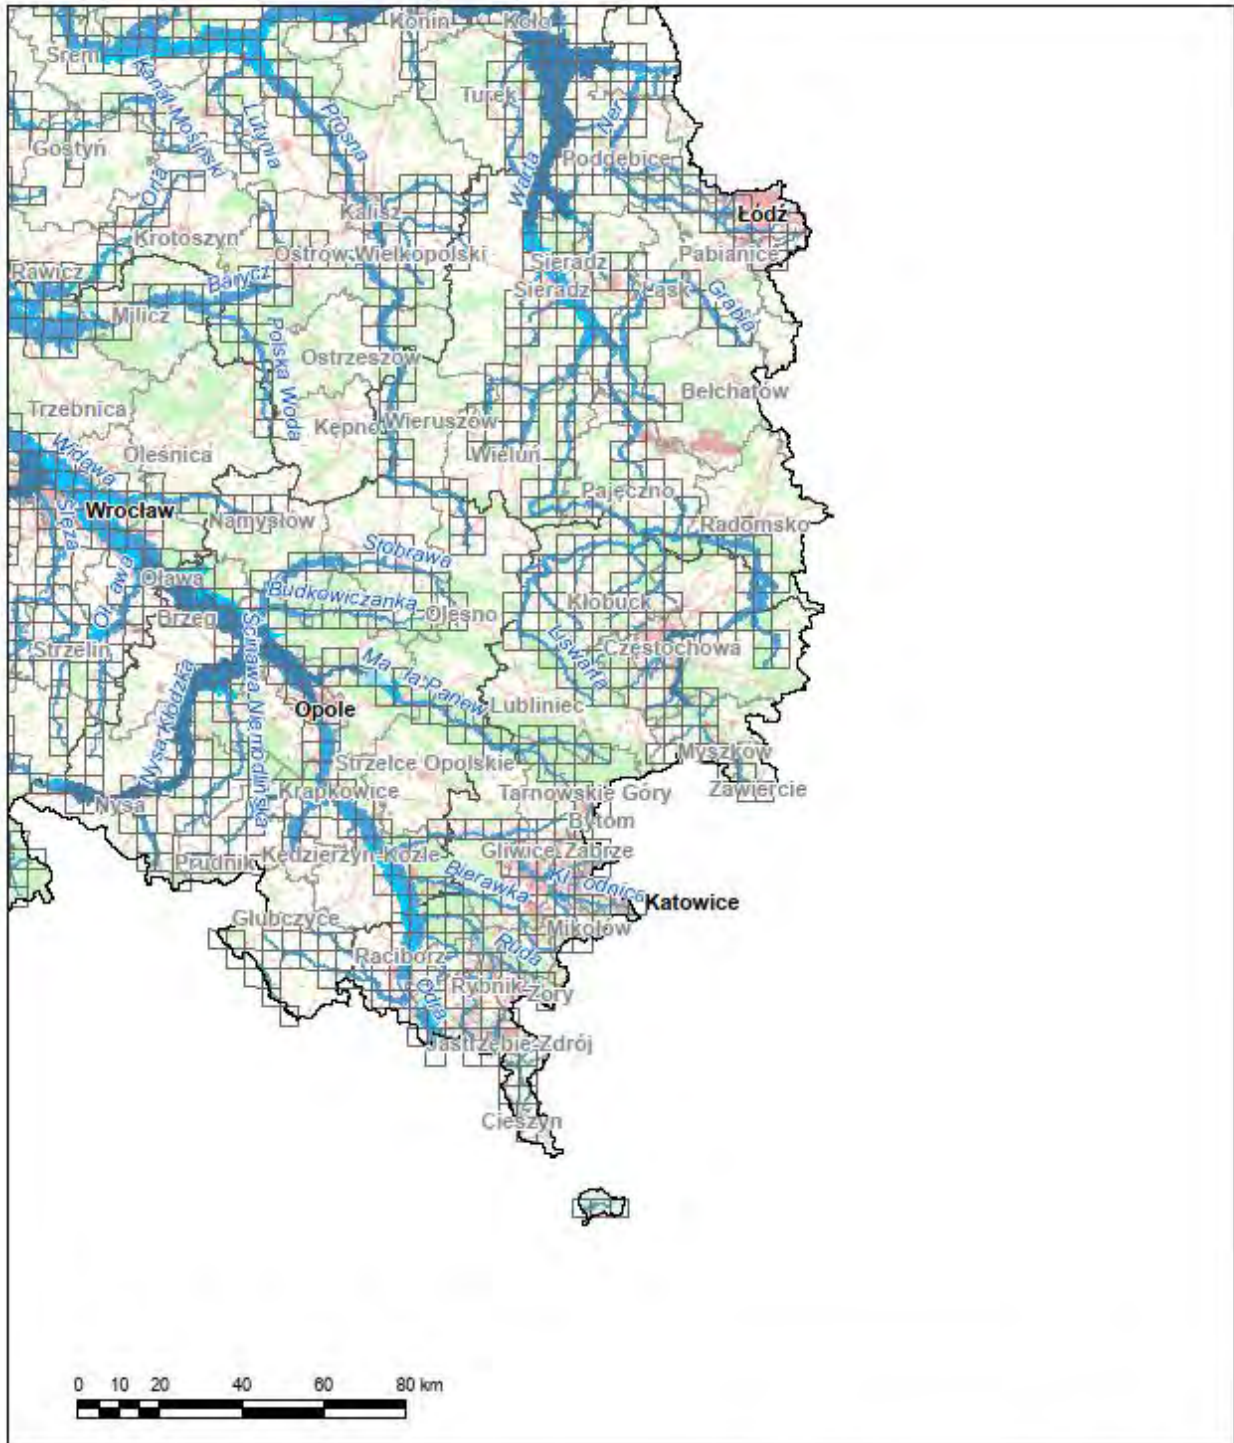 Konin
Koło
Śrem
Kanał Mosiński
Lutynia
Prosna
Turek
Ner
Gostyń
Orla
Warta
Poddębice
Kalisz
Łódź
Krotoszyn
Ostrów Wielkopolski
Pabianice
Rawicz
Barycz
Sieradz
Sieradz
Łask
Grabia
Milicz
Polska Woda
Ostrzeszów
Bełchatów
Trzebnica
Kępno
Wieruszów
Widawa
Oleśnica
Wieluń
Pajęczno
Ślęza
Wrocław
Namysłów
Radomsko
Stobrawa
Oława
Oława
Budkowiczanka
Kłobuck
Brzeg
Olesno
Strzelin
Ścinawa Niemodlińska
Liswarta
Częstochowa
Mała Panew
Nysa Kłodzka
Opole
Lubliniec
Myszków
Strzelce Opolskie
Zawiercie
Krapkowice
Tarnowskie Góry
Nysa
Bytom
Prudnik
Kędzierzyn-Koźle
Gliwice
Zabrze
Bierawka
Kłodnica
Katowice
Głubczyce
Mikołów
Racibórz
Ruda
Odra
Rybnik
Żory
Jastrzębie-Zdrój
Cieszyn
0 10 20 40 60 80 km